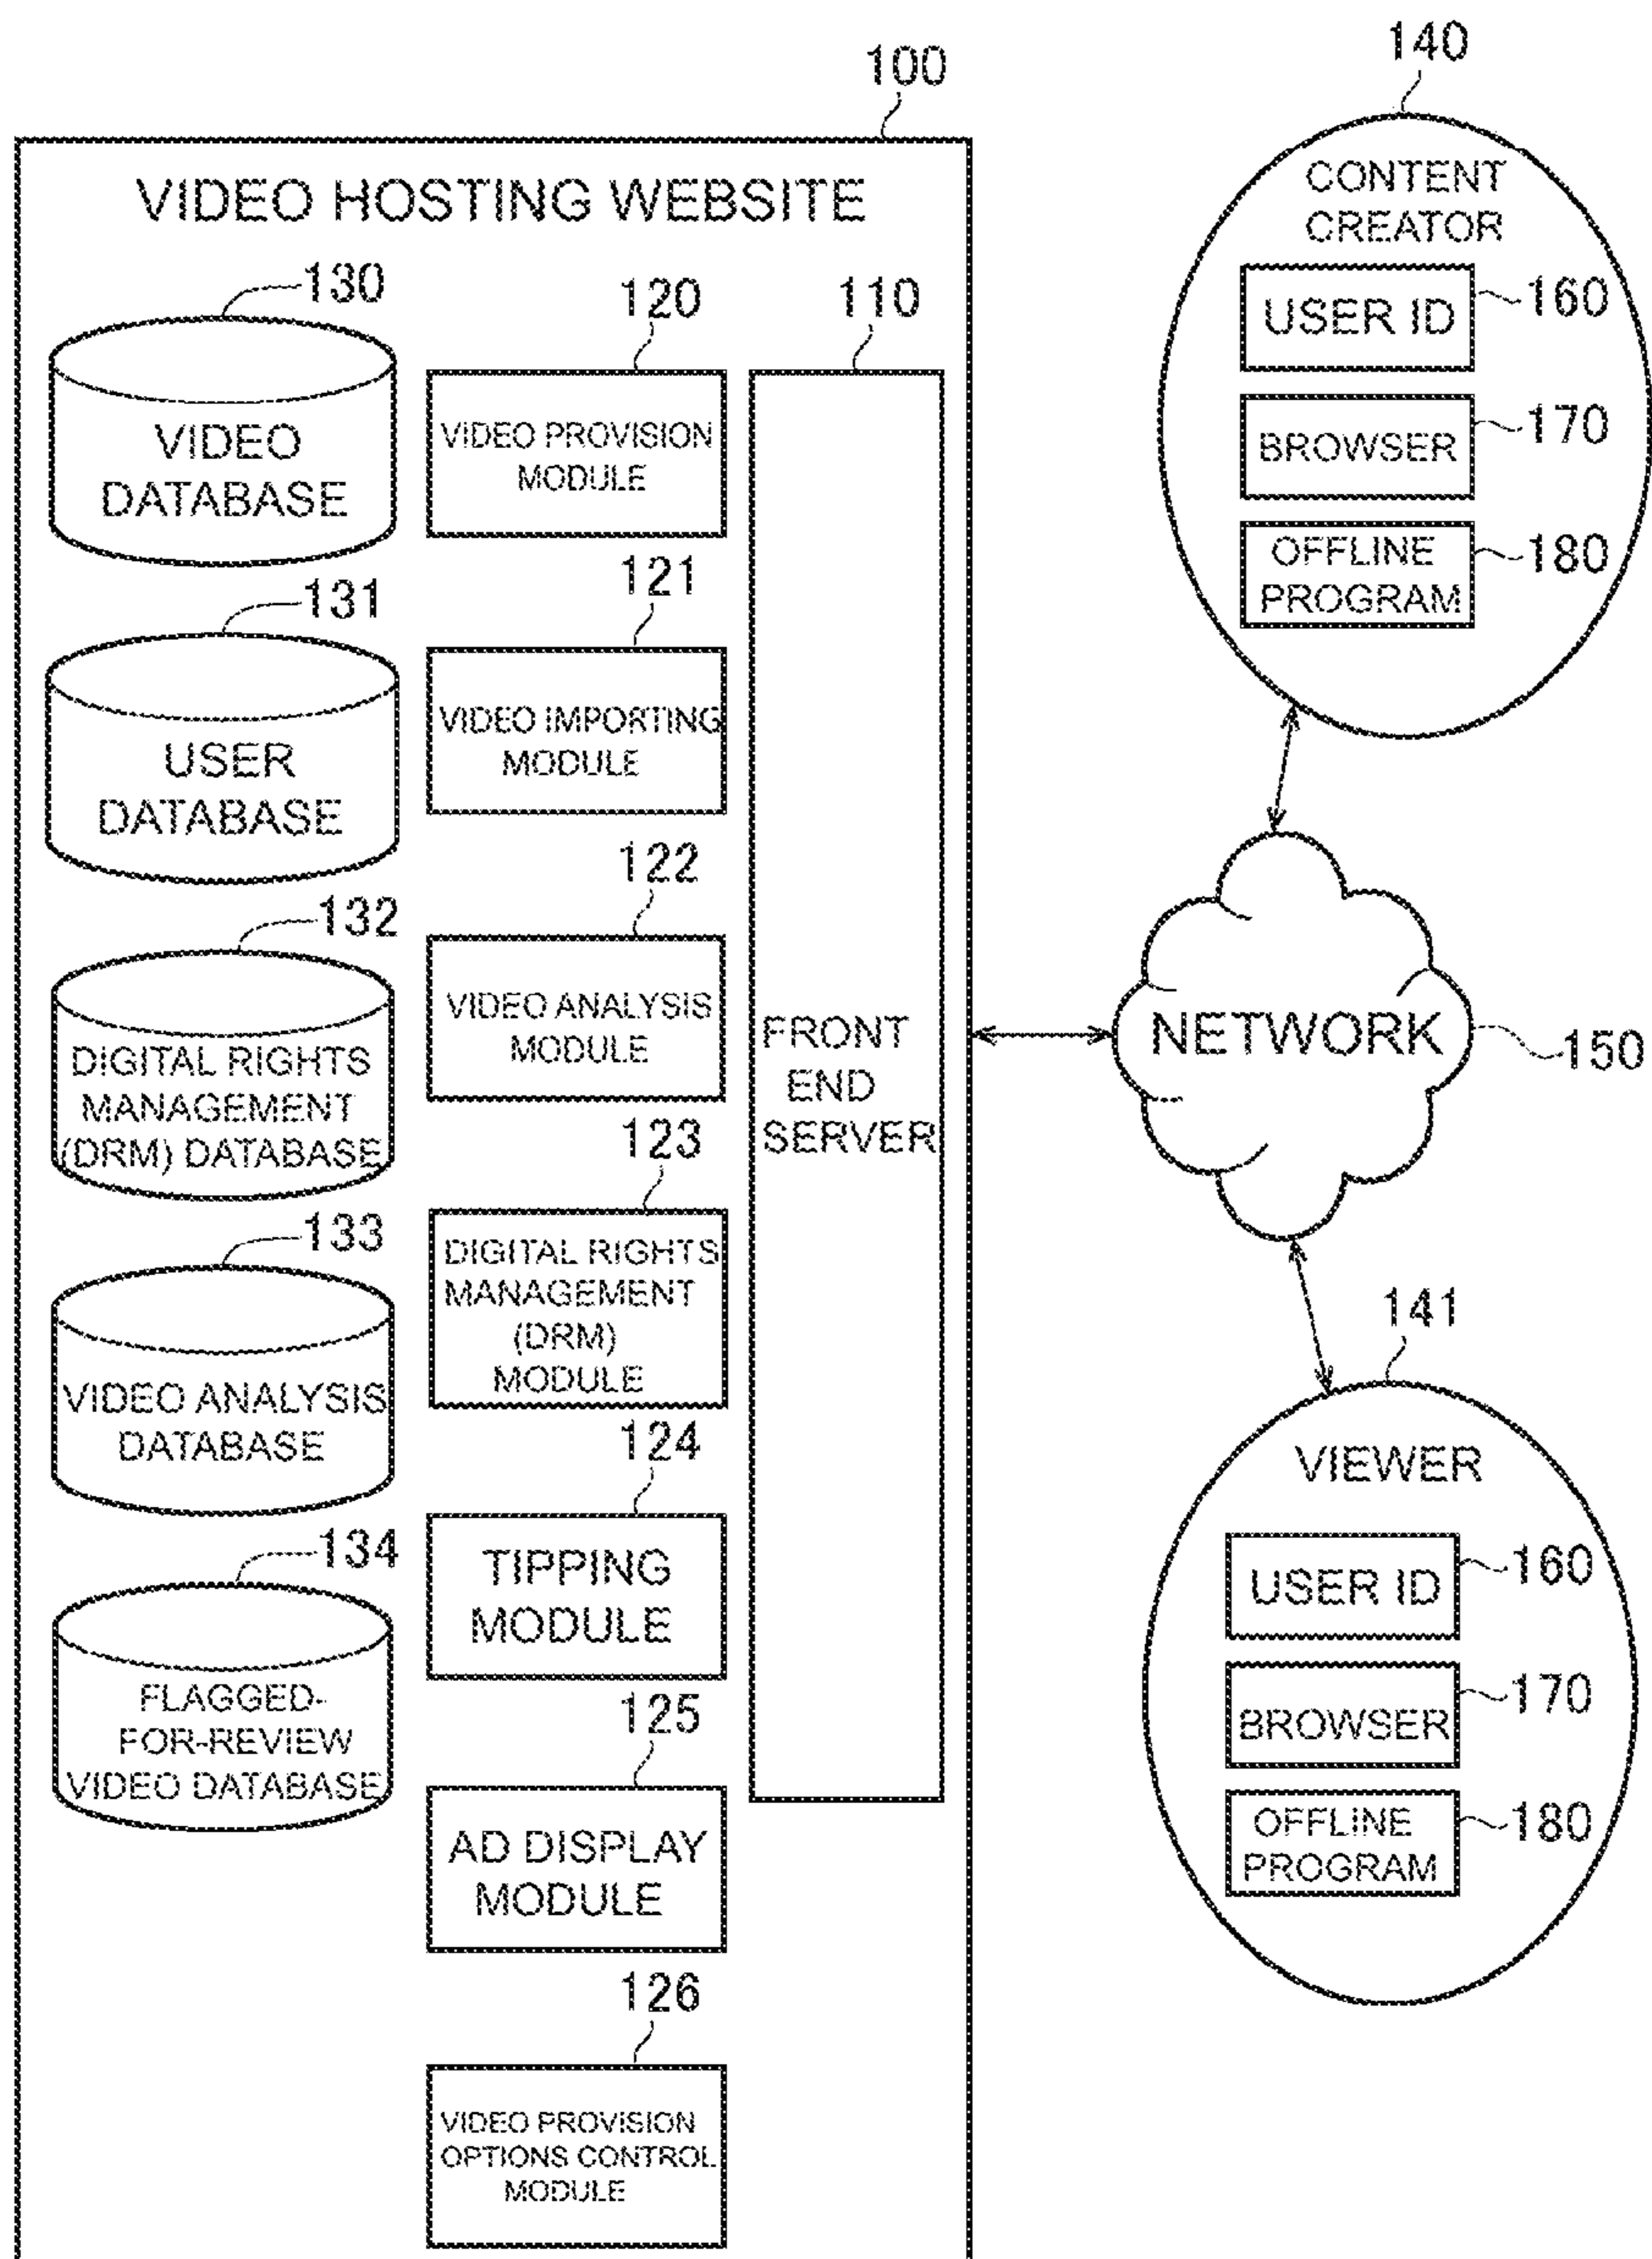 100
VIDEO HOSTING WEBSITE
130
VIDEO
DATABASE
131
USER
DATABASE
132
DIGITAL RIGHTS
MANAGEMENT
(DRM) DATABASE
133
VIDEO ANALYSIS
DATABASE
134
FLAGGED-
FOR-REVIEW
VIDEO DATABASE
120
VIDEO PROVISION
MODULE
121
VIDEO IMPORTING
MODULE
122
VIDEO ANALYSIS
MODULE
123
DIGITAL RIGHTS
MANAGEMENT
(DRM)
MODULE
124
TIPPING
MODULE
125
AD DISPLAY
MODULE
126
VIDEO PROVISION
OPTIONS CONTROL
MODULE
110
FRONT
END
SERVER
140
CONTENT
CREATOR
USER ID
160
BROWSER
170
OFFLINE
PROGRAM
180
NETWORK
150
141
VIEWER
USER ID
160
BROWSER
170
OFFLINE
PROGRAM
180